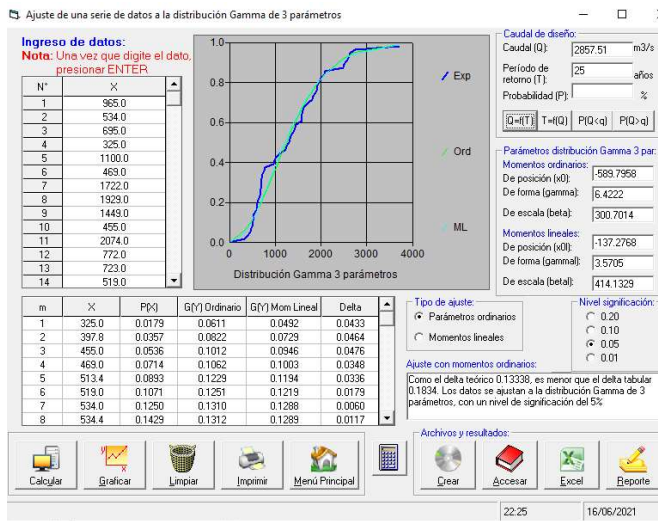 Ajuste de una serie de datos a la distribución Gamma de 3 parámetros
Ingreso de datos:
Nota: Una vez que digite el dato,
presionar ENTER
N° X
1 965.0
2 534.0
3 695.0
4 325.0
5 1100.0
6 469.0
7 1722.0
8 1929.0
9 1449.0
10 455.0
11 2074.0
12 772.0
13 723.0
14 519.0
1.0
0.8
0.6
0.4
0.2
0.0
0 1000 2000 3000 4000
Distribución Gamma 3 parámetros
Exp
Ord
ML
Caudal de diseño:
Caudal (Q): 2857.51 m3/s
Período de
retorno (T): 25 años
Probabilidad (P): %
Q=f(T) T=f(Q) P(Q<q) P(Q>q)
Parámetros distribución Gamma 3 par:
Momentos ordinarios:
De posición (x0): -589.7958
De forma (gamma): 6.4222
De escala (beta): 300.7014
Momentos lineales:
De posición (x0l): -137.2768
De forma (gammal): 3.5705
De escala (betal): 414.1329
m X P(X) G(Y) Ordinario G(Y) Mom Lineal Delta
1 325.0 0.0179 0.0611 0.0492 0.0433
2 397.8 0.0357 0.0822 0.0729 0.0464
3 455.0 0.0536 0.1012 0.0946 0.0476
4 469.0 0.0714 0.1062 0.1003 0.0348
5 513.4 0.0893 0.1229 0.1194 0.0336
6 519.0 0.1071 0.1251 0.1219 0.0179
7 534.0 0.1250 0.1310 0.1288 0.0060
8 534.4 0.1429 0.1312 0.1289 0.0117
Tipo de ajuste:
Parámetros ordinarios
Momentos lineales
Nivel significación:
0.20
0.10
0.05
0.01
Ajuste con momentos ordinarios:
Como el delta teórico 0.13338, es menor que el delta tabular
0.1834. Los datos se ajustan a la distribución Gamma de 3
parámetros, con un nivel de significación del 5%
Calcular
Graficar
Limpiar
Imprimir
Menú Principal
Archivos y resultados:
Crear
Accesar
Excel
Reporte
22:25 16/06/2021